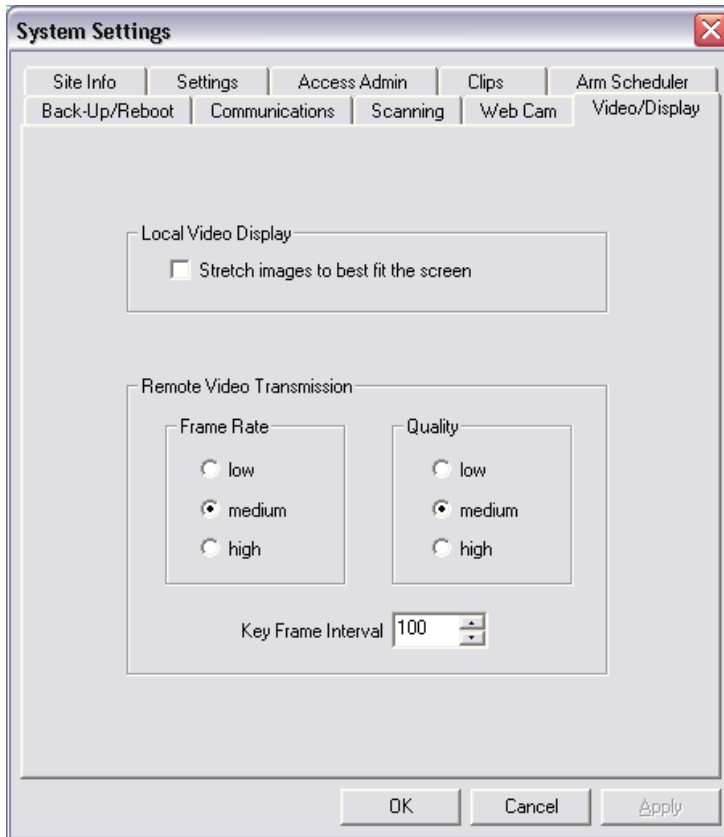 System Settings
Site Info Settings Access Admin Clips Arm Scheduler
Back-Up/Reboot Communications Scanning Web Cam Video/Display
Local Video Display
Stretch images to best fit the screen
Remote Video Transmission
Frame Rate Quality
low low
medium medium
high high
Key Frame Interval 100
OK Cancel Apply